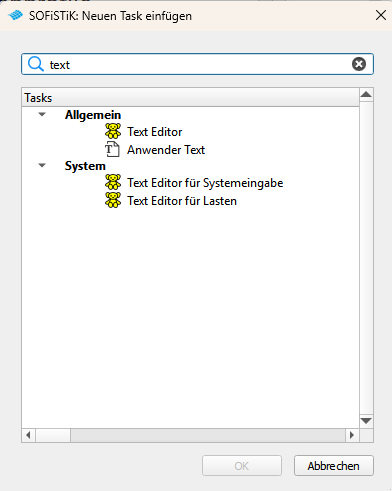 SOFiSTiK: Neuen Task einfügen
text
Tasks
Allgemein
Text Editor
Anwender Text
System
Text Editor für Systemeingabe
Text Editor für Lasten
OK
Abbrechen